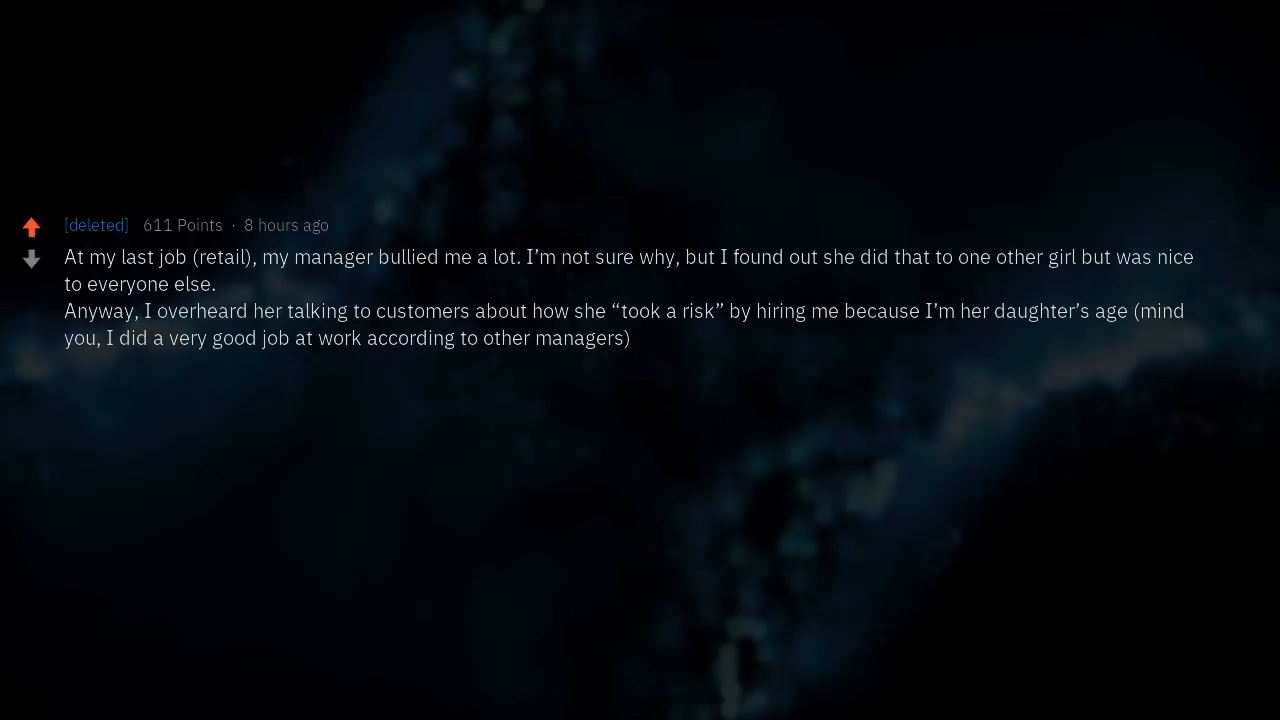 [deleted] 611 Points · 8 hours ago
At my last job (retail), my manager bullied me a lot. I’m not sure why, but I found out she did that to one other girl but was nice
to everyone else.
Anyway, I overheard her talking to customers about how she “took a risk” by hiring me because I’m her daughter’s age (mind
you, I did a very good job at work according to other managers)